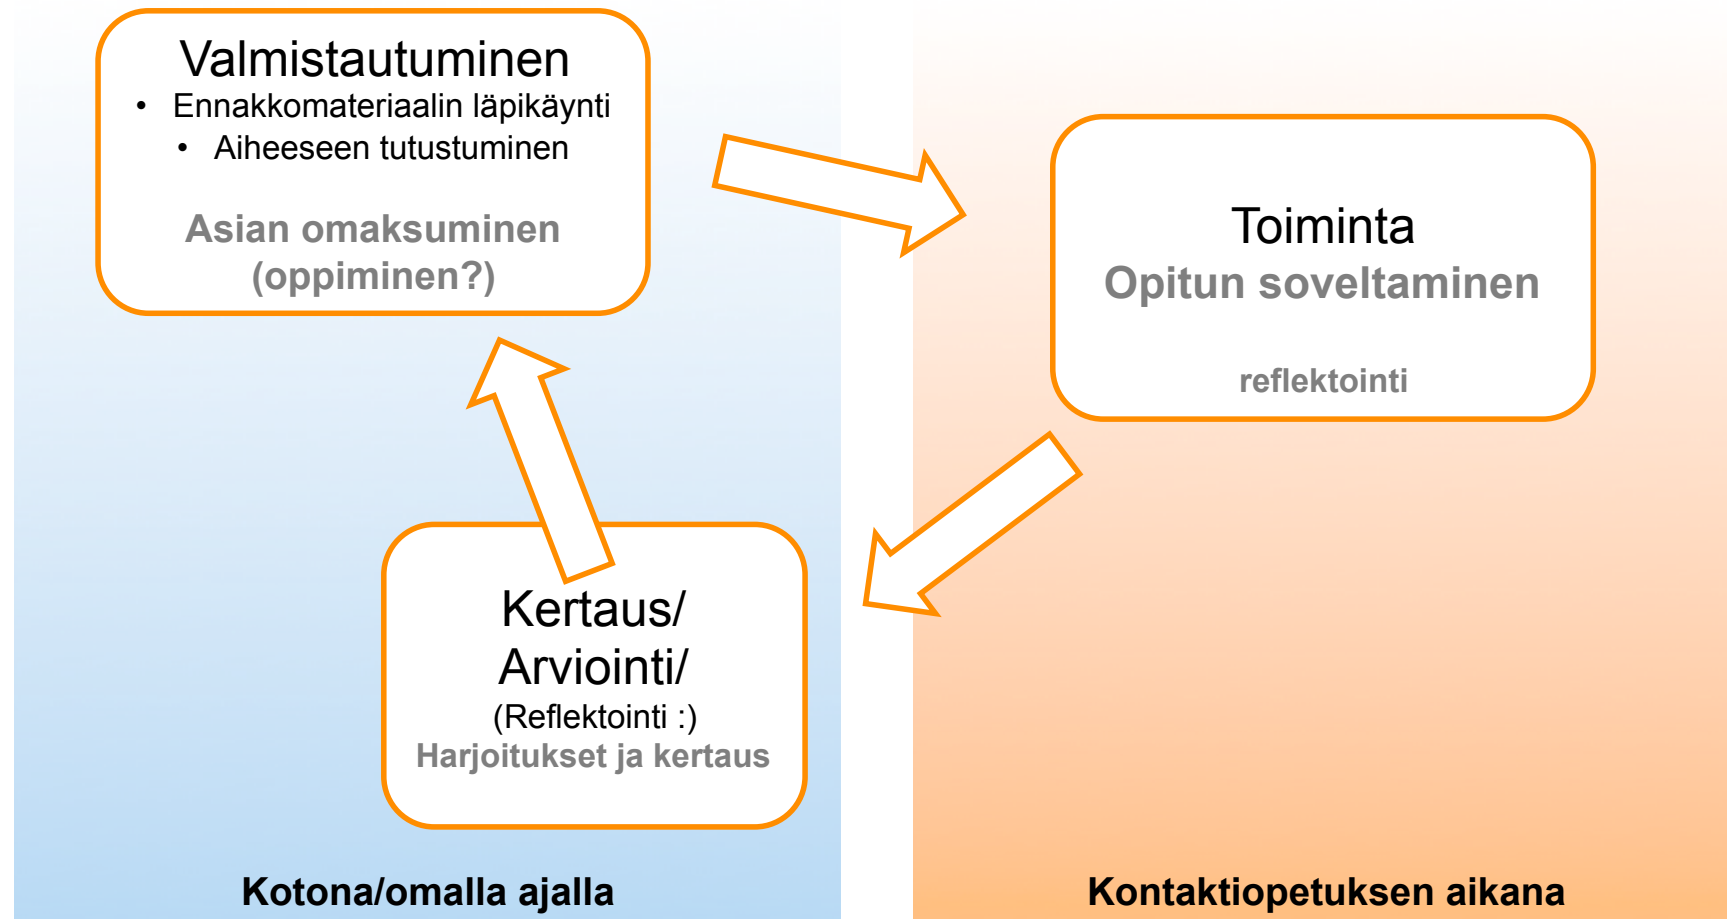 Valmistautuminen
• Ennakkomateriaalin läpikäynti
• Aiheeseen tutustuminen
Asian omaksuminen
(oppiminen?)
Toiminta
Opitun soveltaminen
reflektointi
Kertaus/
Arviointi/
(Reflektointi :)
Harjoitukset ja kertaus
Kotona/omalla ajalla
Kontaktiopetuksen aikana